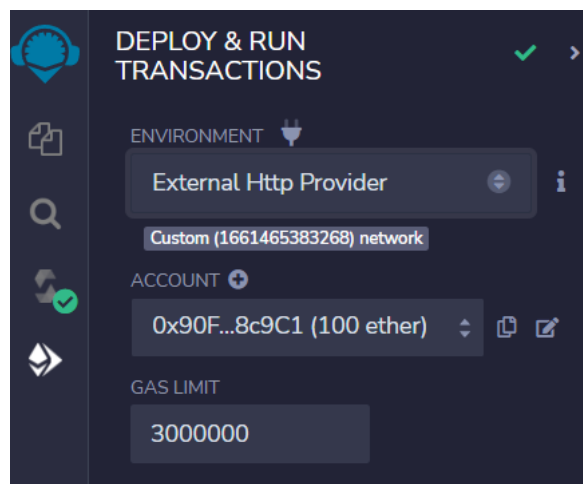 DEPLOY & RUN
TRANSACTIONS
ENVIRONMENT
External Http Provider
Custom (1661465383268) network
ACCOUNT
0x90F...8c9C1 (100 ether)
GAS LIMIT
3000000